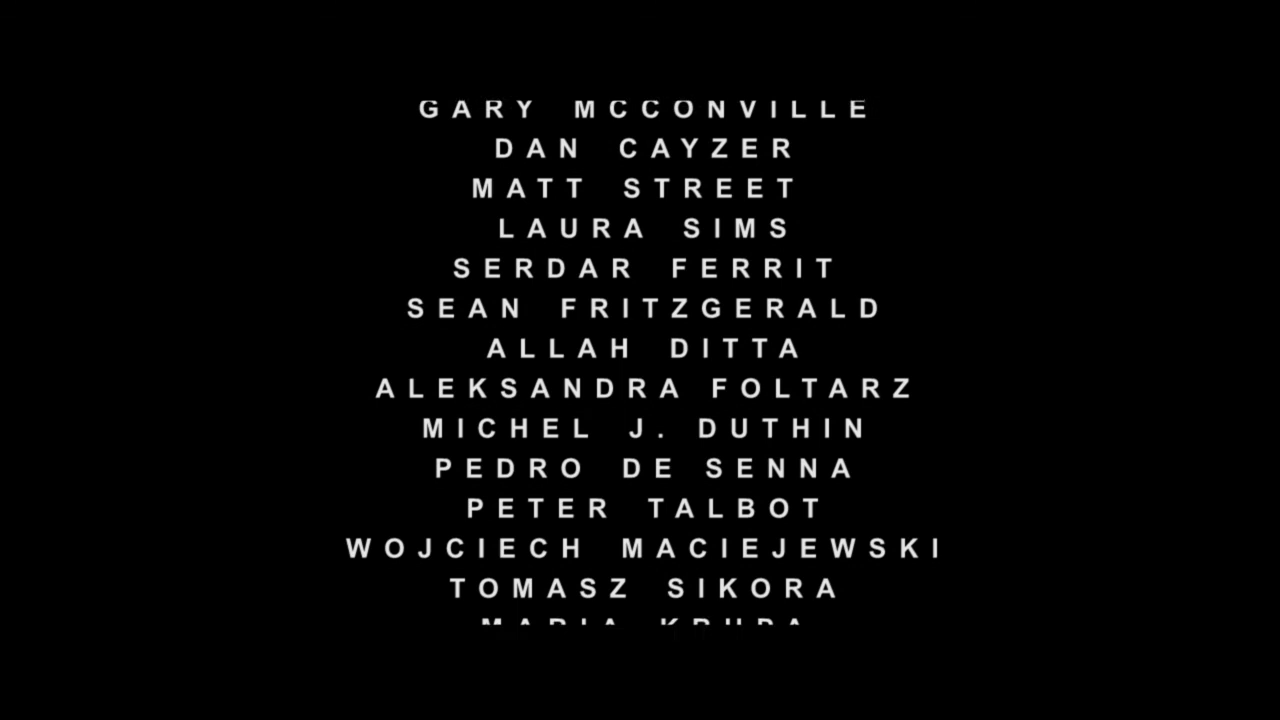 GARY MCCONVILLE
DAN CAYZER
MATT STREET
LAURA SIMS
SERDAR FERRIT
SEAN FRITZGERALD
ALLAH DITTA
ALEKSANDRA FOLTARZ
MICHEL J. DUTHIN
PEDRO DE SENNA
PETER TALBOT
WOJCIECH MACIEJEWSKI
TOMASZ SIKORA